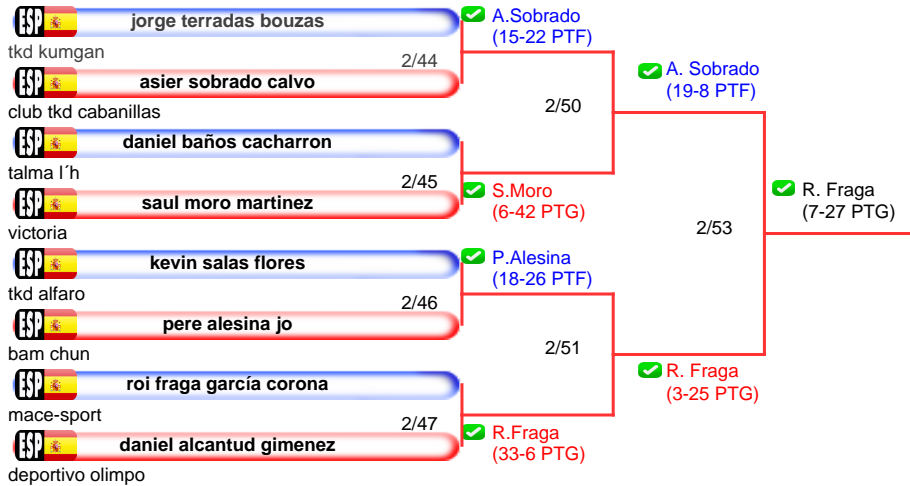 ESP jorge terradas bouzas
A.Sobrado
(15-22 PTF)
tkd kumgan
2/44
ESP asier sobrado calvo
A. Sobrado
(19-8 PTF)
club tkd cabanillas
2/50
ESP daniel baños cacharron
talma l´h
2/45
S.Moro
(6-42 PTG)
ESP saul moro martinez
R. Fraga
(7-27 PTG)
victoria
2/53
ESP kevin salas flores
P.Alesina
(18-26 PTF)
tkd alfaro
2/46
ESP pere alesina jo
bam chun
2/51
ESP roi fraga garcía corona
R. Fraga
(3-25 PTG)
mace-sport
2/47
ESP daniel alcantud gimenez
R.Fraga
(33-6 PTG)
deportivo olimpo